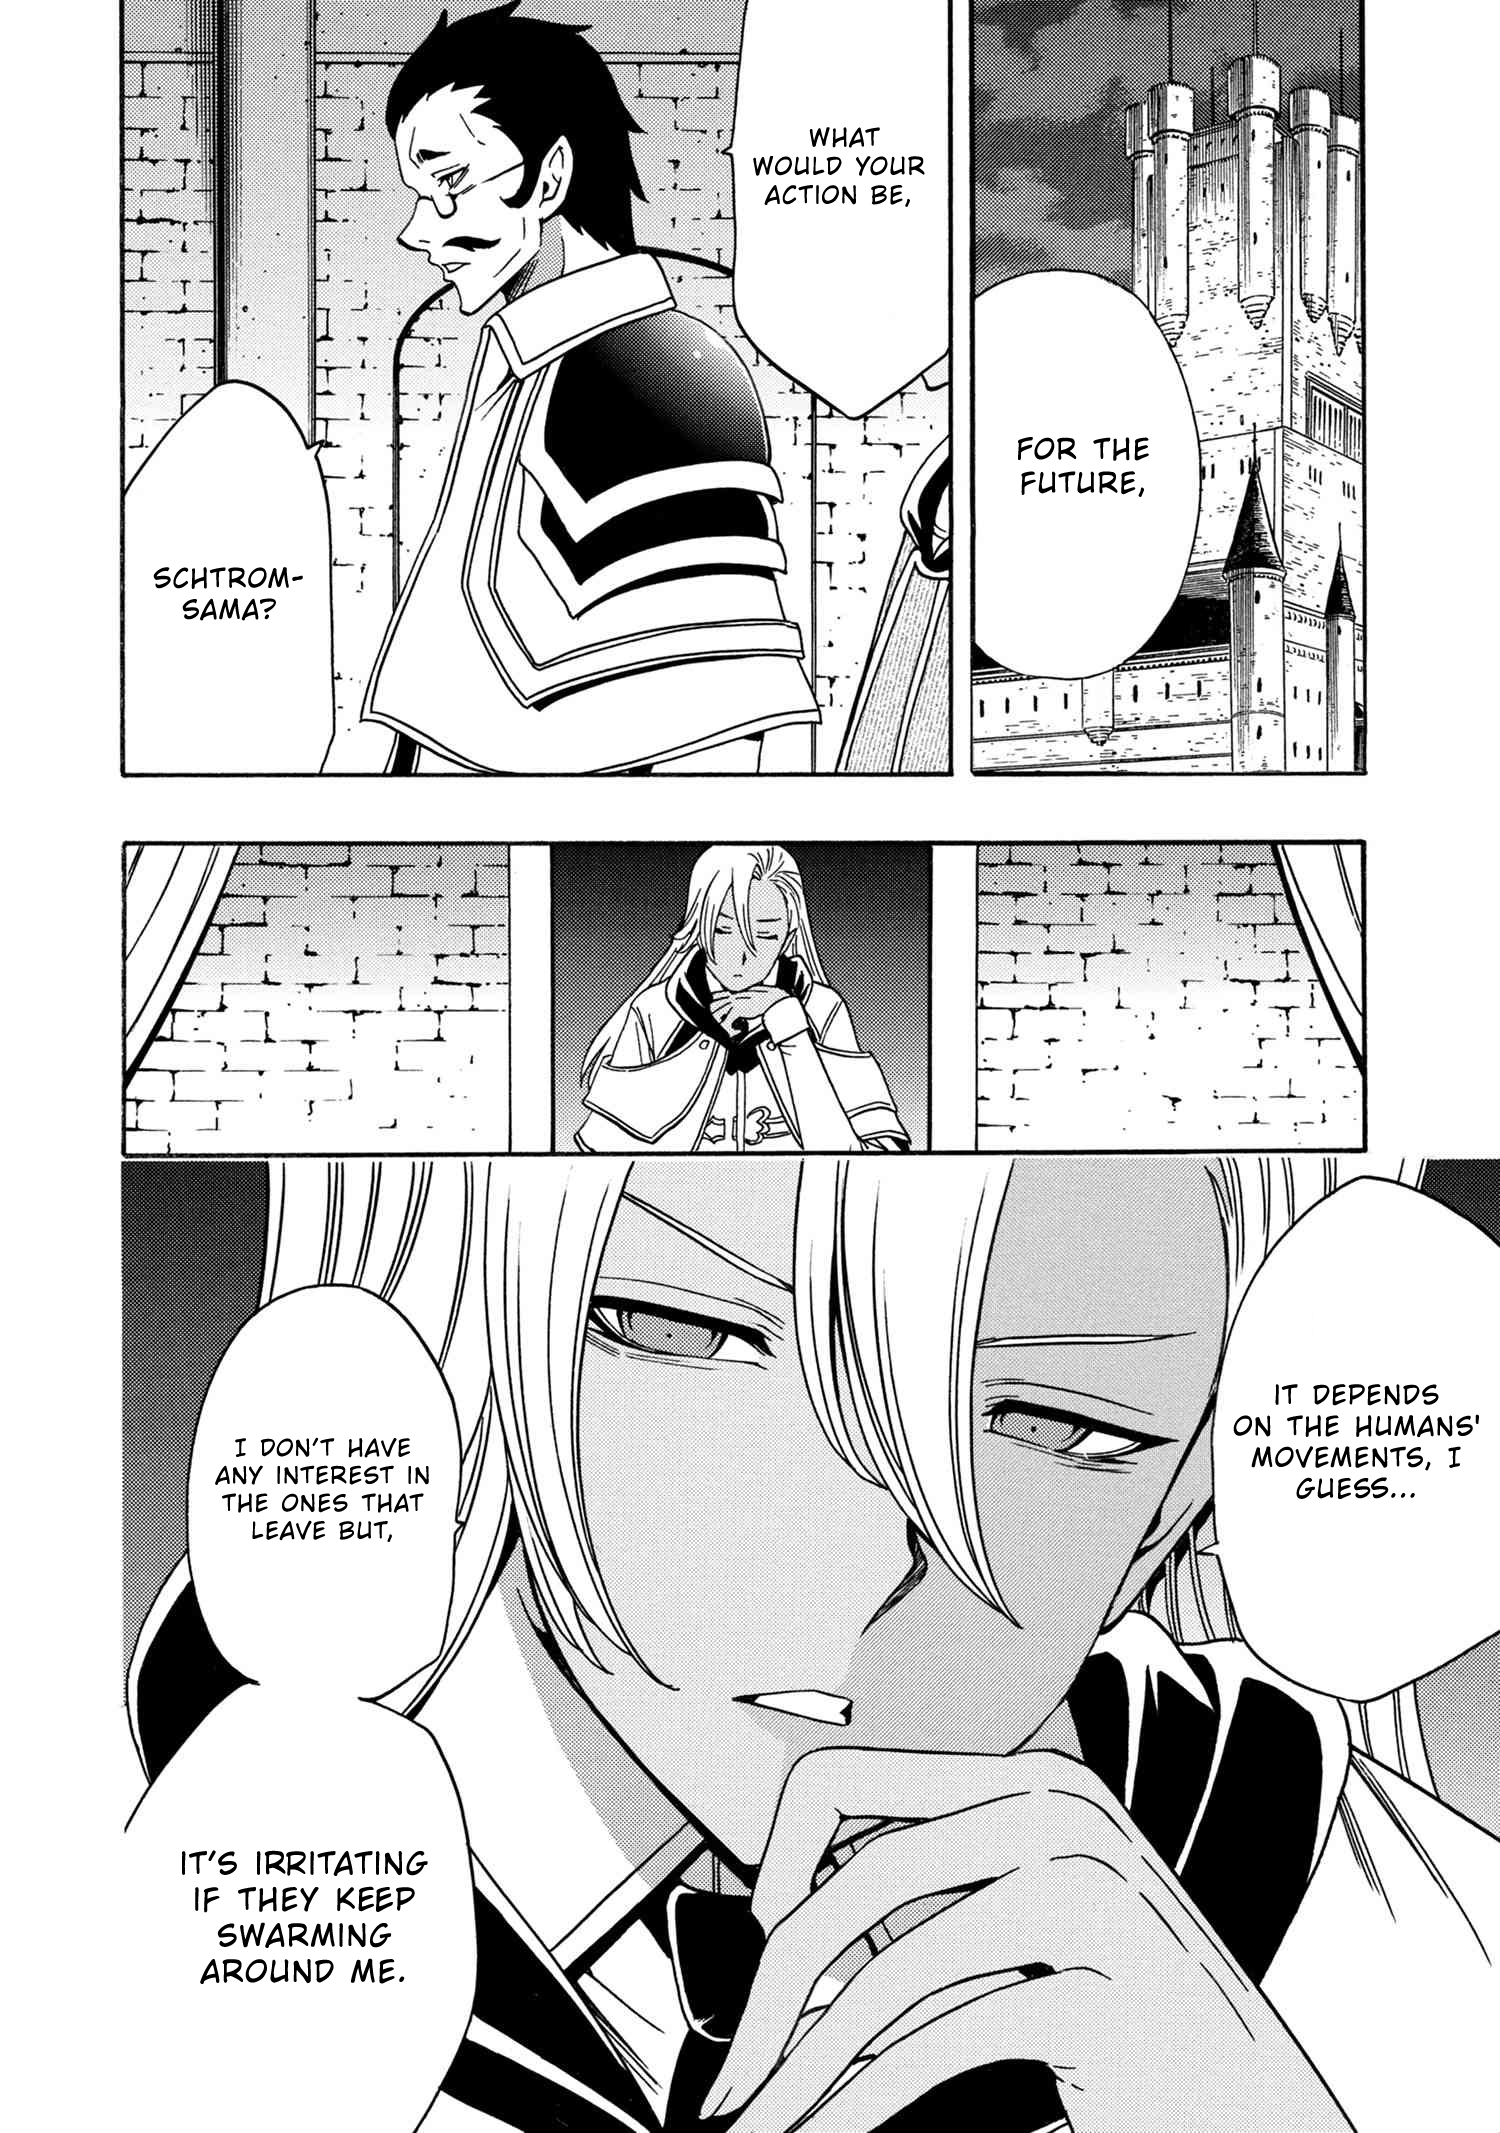 FOR THE
FUTURE,
WHAT
WOULD YOUR
ACTION BE,
SCHTROM-
SAMA?
IT DEPENDS
ON THE HUMANS'
MOVEMENTS, I
GUESS...
I DON'T HAVE
ANY INTEREST IN
THE ONES THAT
LEAVE BUT,
IT'S IRRITATING
IF THEY KEEP
SWARMING
AROUND ME.